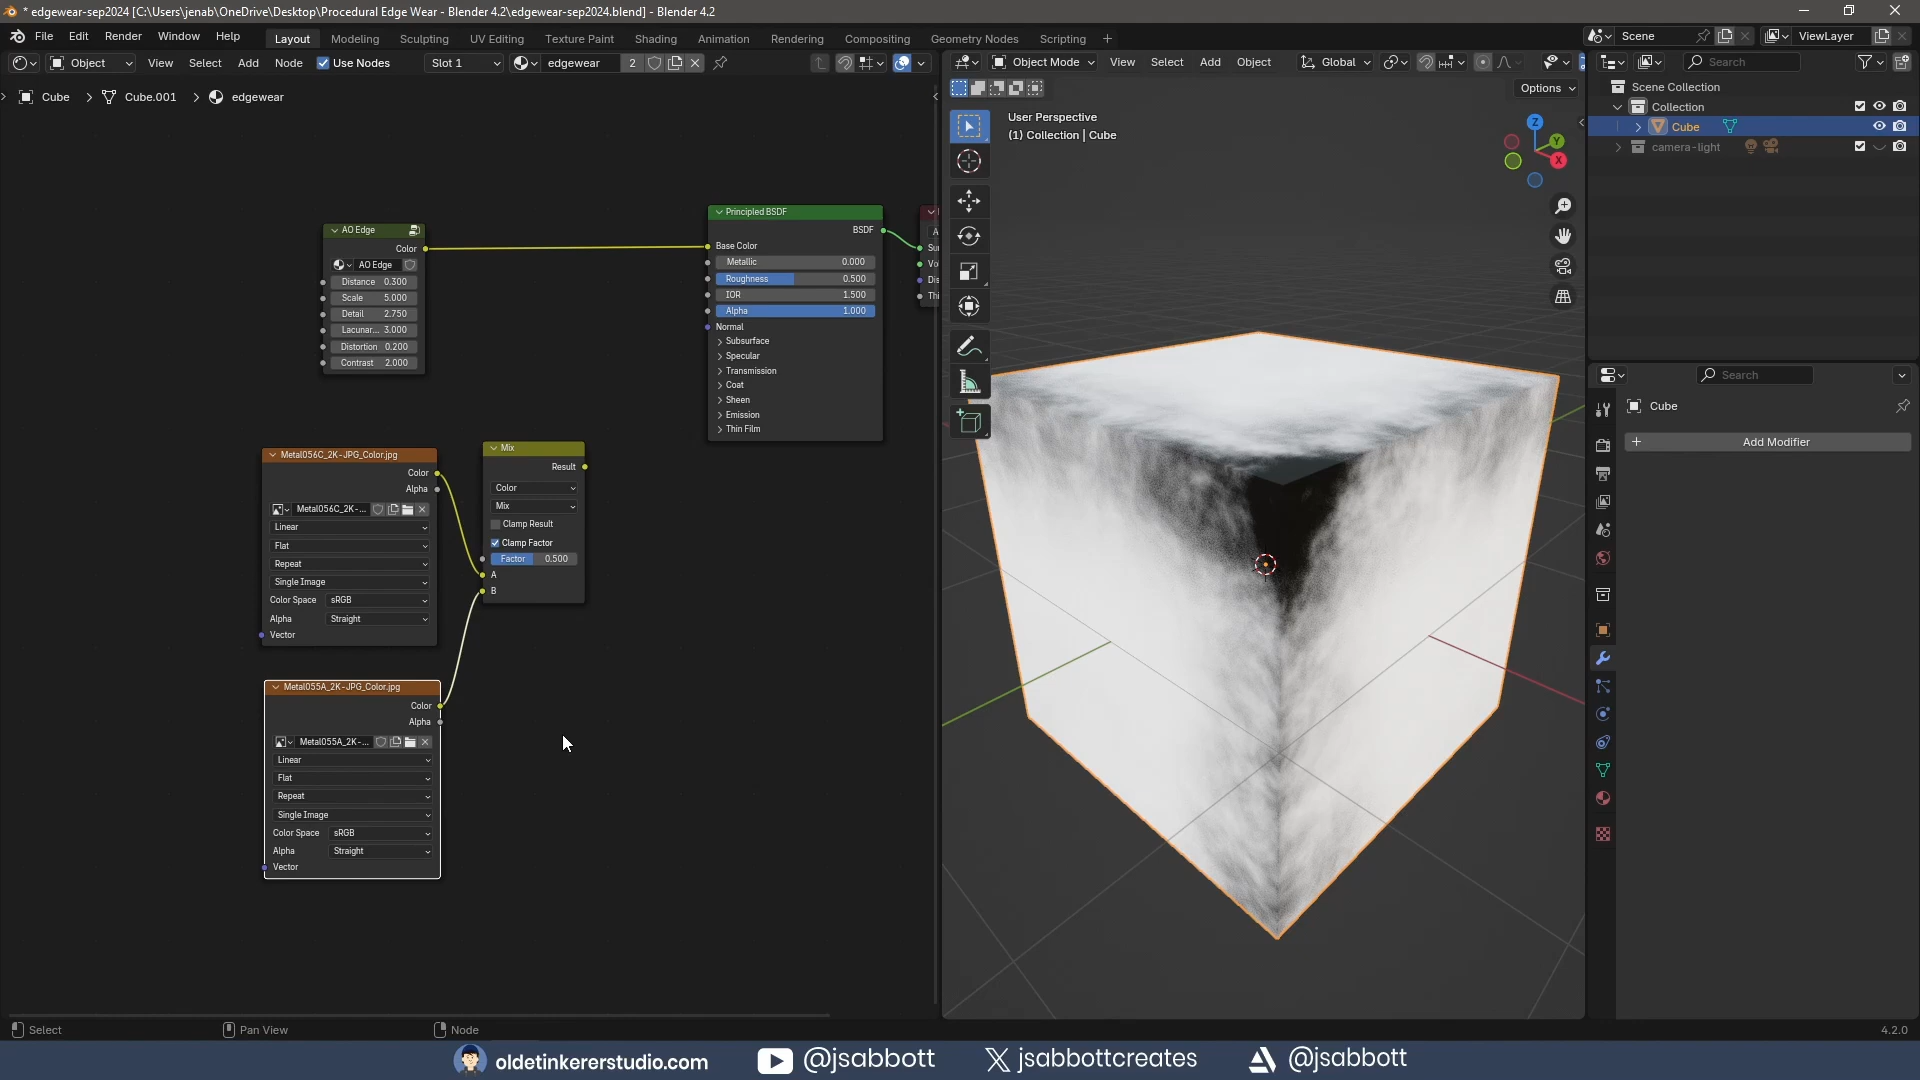 * edgewear-sep2024 [C:\Users\jenab\OneDrive\Desktop\Procedural Edge Wear - Blender 4.2\edgewear-sep2024.blend] - Blender 4.2
File Edit Render Window Help
Layout Modeling Sculpting UV Editing Texture Paint Shading Animation Rendering Compositing Geometry Nodes Scripting +
Scene ViewLayer
Object View Select Add Node Use Nodes Slot 1 edgewear 2
Object Mode View Select Add Object Global
Search
Cube > Cube.001 > edgewear
Options
Scene Collection
Collection
Cube
camera-light
User Perspective
(1) Collection | Cube
Z
Y
X
AO Edge
Color
AO Edge
Distance 0.300
Scale 5.000
Detail 2.750
Lacunar... 3.000
Distortion 0.200
Contrast 2.000
Principled BSDF
BSDF
Base Color
Metallic 0.000
Roughness 0.500
IOR 1.500
Alpha 1.000
Normal
Subsurface
Specular
Transmission
Coat
Sheen
Emission
Thin Film
A
Su
Vo
Dis
Thi
Metal056C_2K-JPG_Color.jpg
Color
Alpha
Metal056C_2K-...
Linear
Flat
Repeat
Single Image
Color Space sRGB
Alpha Straight
Vector
Mix
Result
Color
Mix
Clamp Result
Clamp Factor
Factor 0.500
A
B
Metal055A_2K-JPG_Color.jpg
Color
Alpha
Metal055A_2K-...
Linear
Flat
Repeat
Single Image
Color Space sRGB
Alpha Straight
Vector
Search
Cube
+ Add Modifier
Select Pan View Node
4.2.0
oldetinkererstudio.com @jsabbott jsabbottcreates @jsabbott